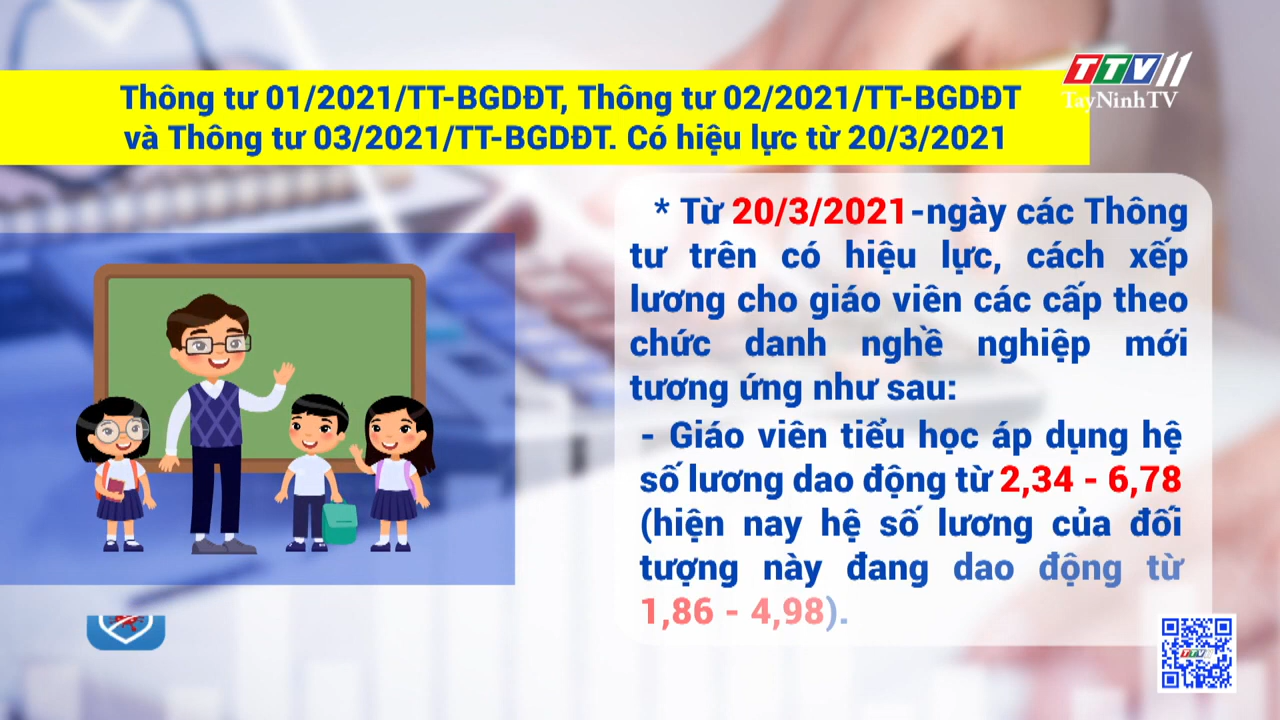 TTV11
TayNinhTV
Thông tư 01/2021/TT-BGDĐT, Thông tư 02/2021/TT-BGDĐT
và Thông tư 03/2021/TT-BGDĐT. Có hiệu lực từ 20/3/2021
* Từ 20/3/2021-ngày các Thông
tư trên có hiệu lực, cách xếp
lương cho giáo viên các cấp theo
chức danh nghề nghiệp mới
tương ứng như sau:
- Giáo viên tiểu học áp dụng hệ
số lương dao động từ 2,34 - 6,78
(hiện nay hệ số lương của đối
tượng này đang dao động từ
1,86 - 4,98).
TTV11